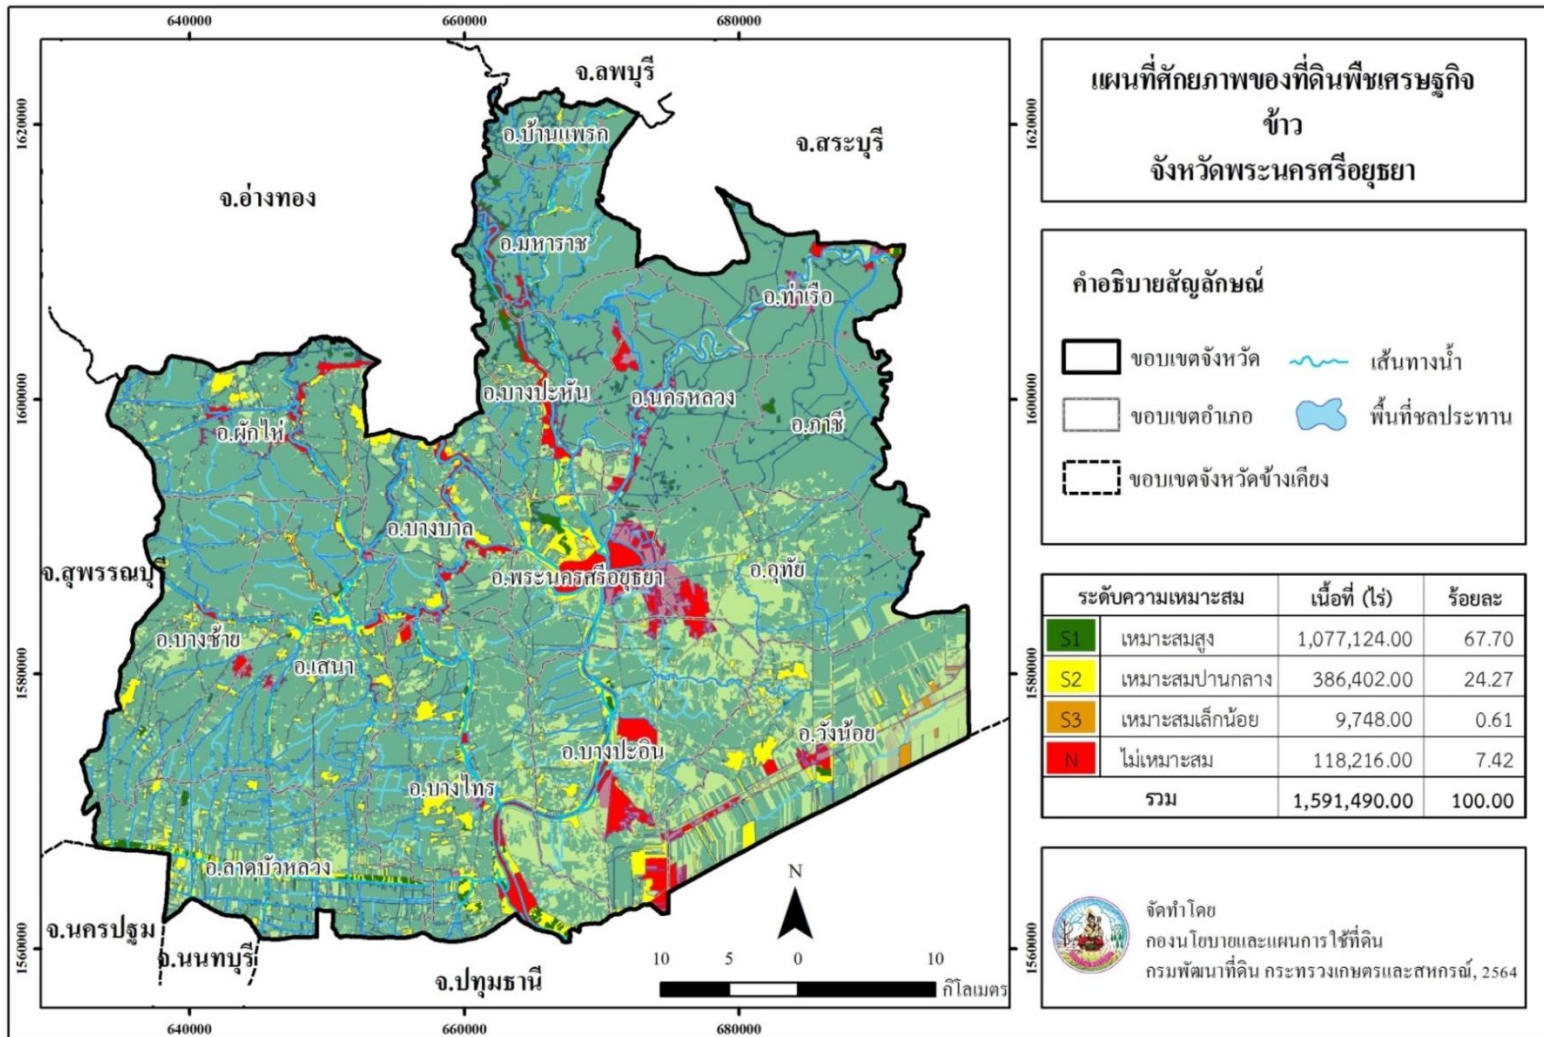 640000
660000
680000
1620000
1600000
1580000
1560000
จ.ลพบุรี
จ.สระบุรี
จ.อ่างทอง
อ.บ้านแพรก
อ.มหาราช
อ.ท่าเรือ
อ.บางปะหัน
อ.นครหลวง
อ.ภาชี
อ.ผักไห่
อ.บางบาล
อ.อุทัย
อ.พระนครศรีอยุธยา
จ.สุพรรณบุรี
อ.บางซ้าย
อ.เสนา
อ.วังน้อย
อ.บางปะอิน
อ.บางไทร
อ.ลาดบัวหลวง
จ.นครปฐม
จ.นนทบุรี
จ.ปทุมธานี
N
10 5 0 10
กิโลเมตร
1620000
1600000
1580000
1560000
640000
660000
680000
แผนที่ศักยภาพของที่ดินพืชเศรษฐกิจ
ข้าว
จังหวัดพระนครศรีอยุธยา
คำอธิบายสัญลักษณ์
ขอบเขตจังหวัด
เส้นทางน้ำ
ขอบเขตอำเภอ
พื้นที่ชลประทาน
ขอบเขตจังหวัดข้างเคียง
ระดับความเหมาะสม เนื้อที่ (ไร่) ร้อยละ
S1 เหมาะสมสูง 1,077,124.00 67.70
S2 เหมาะสมปานกลาง 386,402.00 24.27
S3 เหมาะสมเล็กน้อย 9,748.00 0.61
N ไม่เหมาะสม 118,216.00 7.42
รวม 1,591,490.00 100.00
จัดทำโดย
กองนโยบายและแผนการใช้ที่ดิน
กรมพัฒนาที่ดิน กระทรวงเกษตรและสหกรณ์, 2564